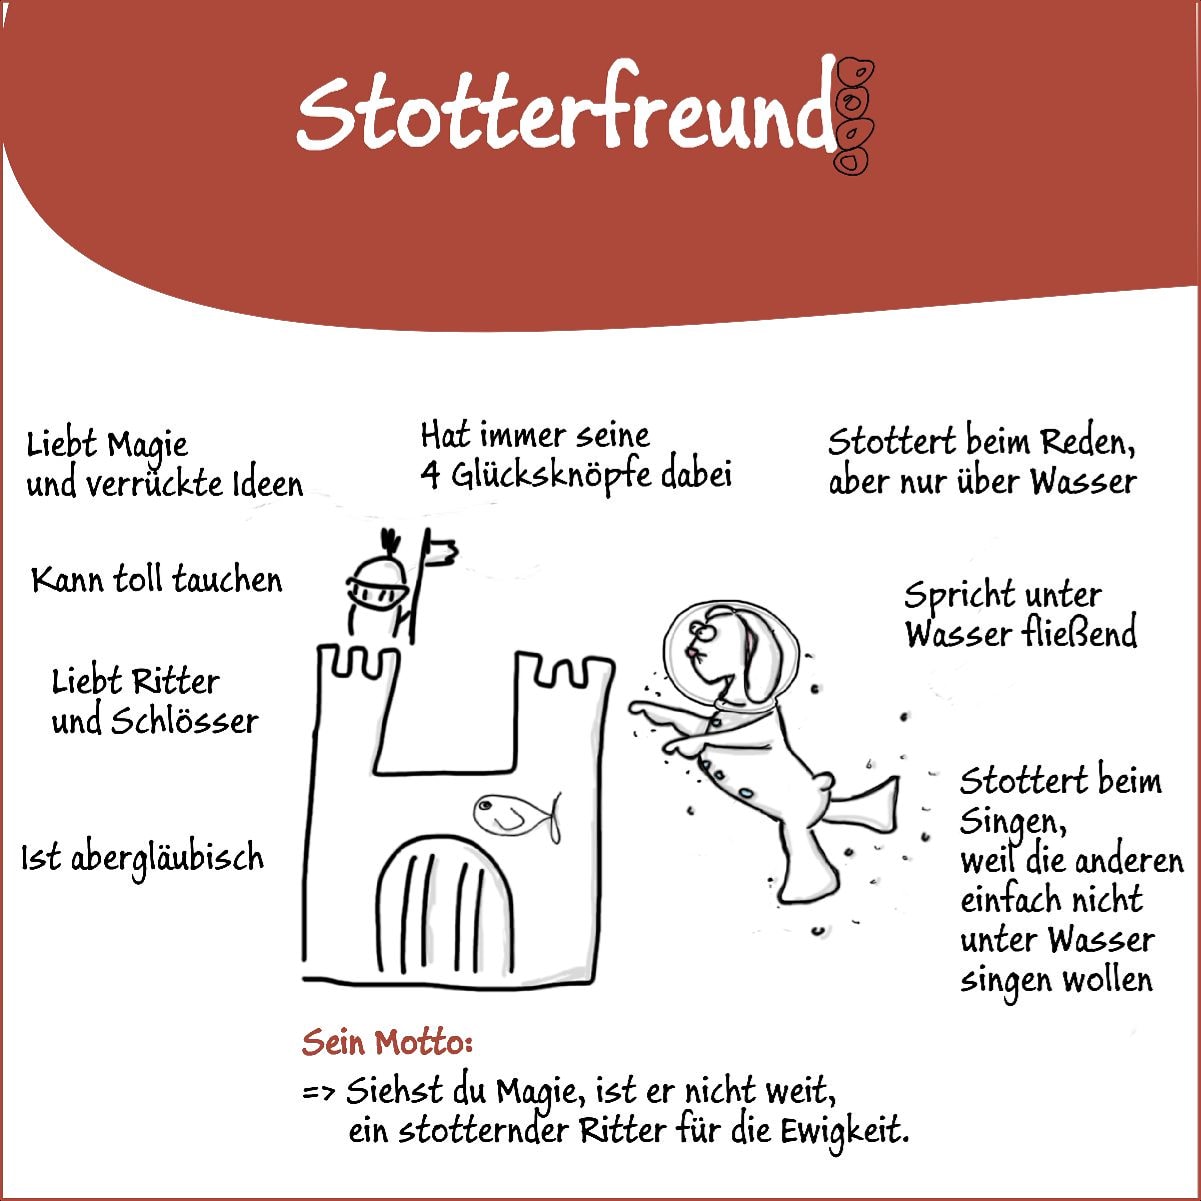 Stotterfreund
Liebt Magie
und verrückte Ideen
Hat immer seine
4 Glücksknöpfe dabei
Stottert beim Reden,
aber nur über Wasser
Kann toll tauchen
Spricht unter
Wasser fließend
Liebt Ritter
und Schlösser
Ist abergläubisch
Stottert beim
Singen,
weil die anderen
einfach nicht
unter Wasser
singen wollen
Sein Motto:
=> Siehst du Magie, ist er nicht weit,
ein stotternder Ritter für die Ewigkeit.